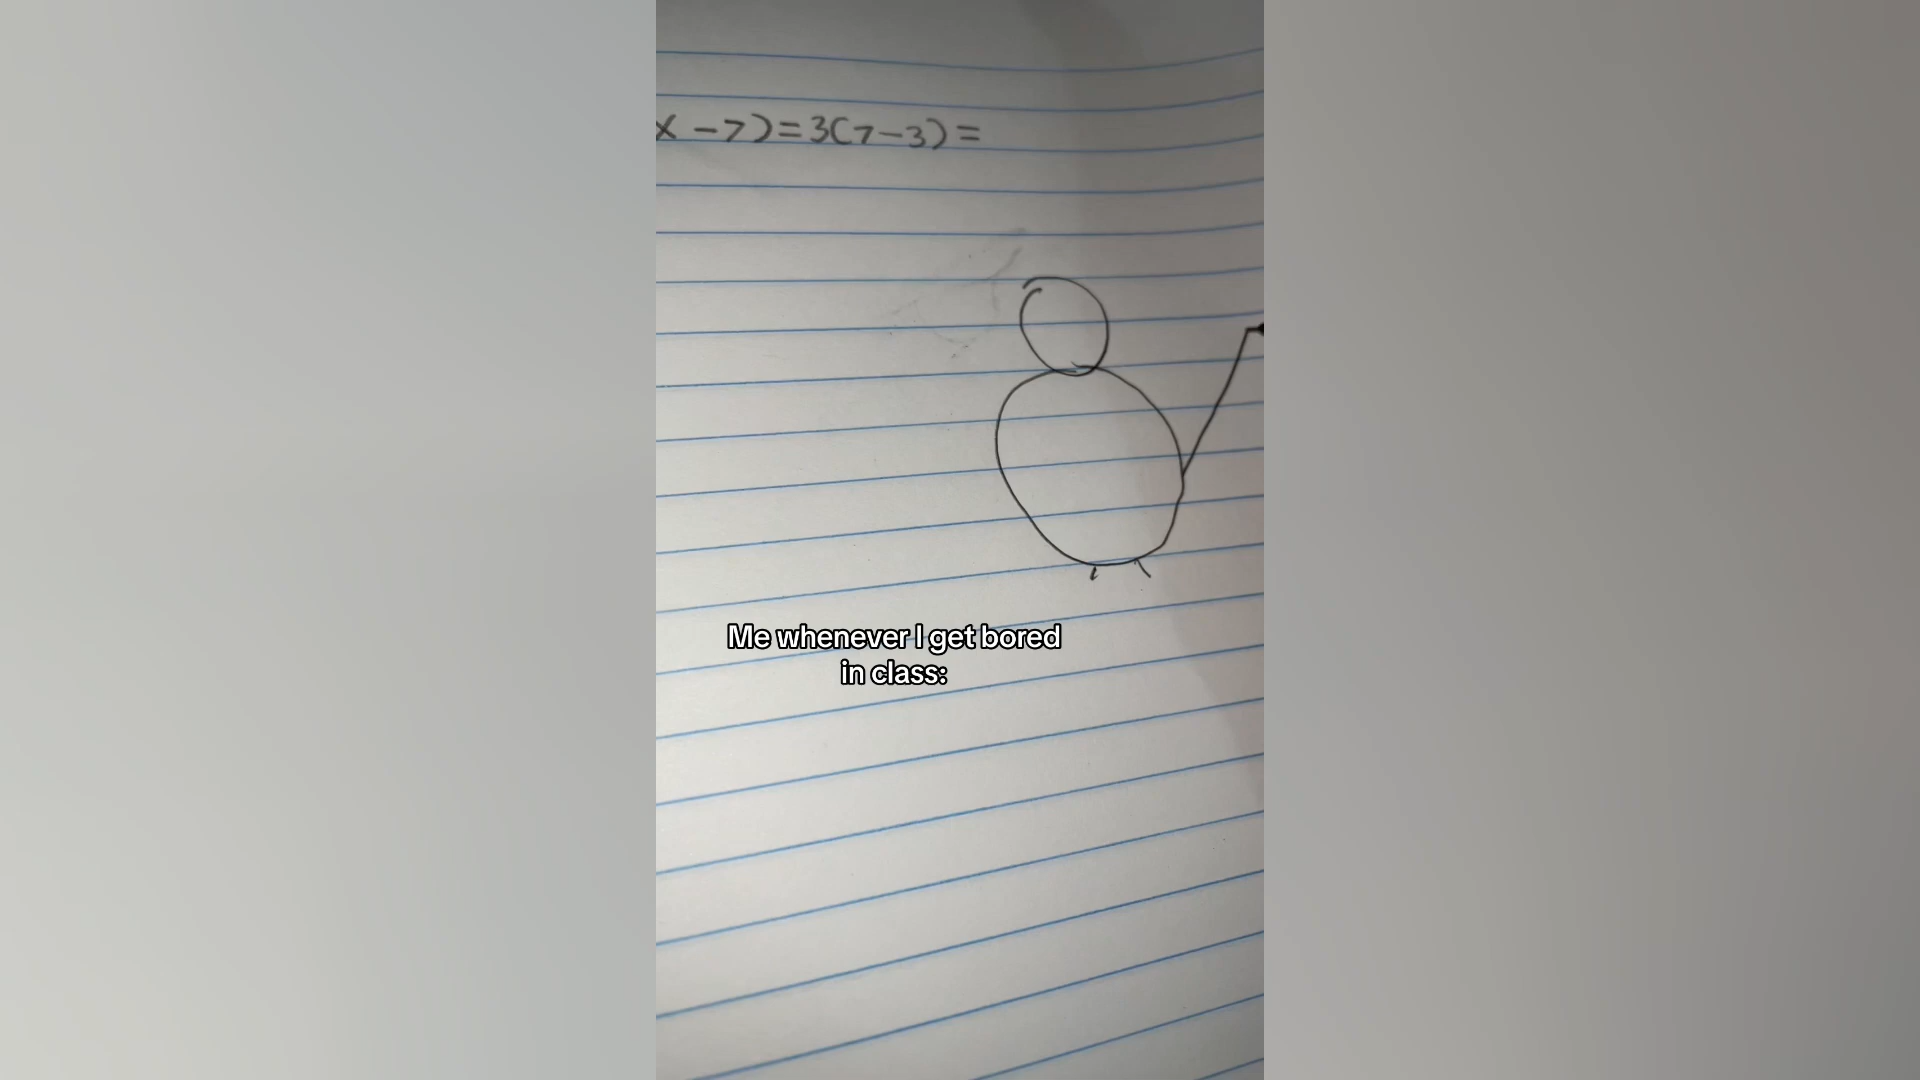 x -7)=3(7-3)=
Me whenever I get bored
in class: